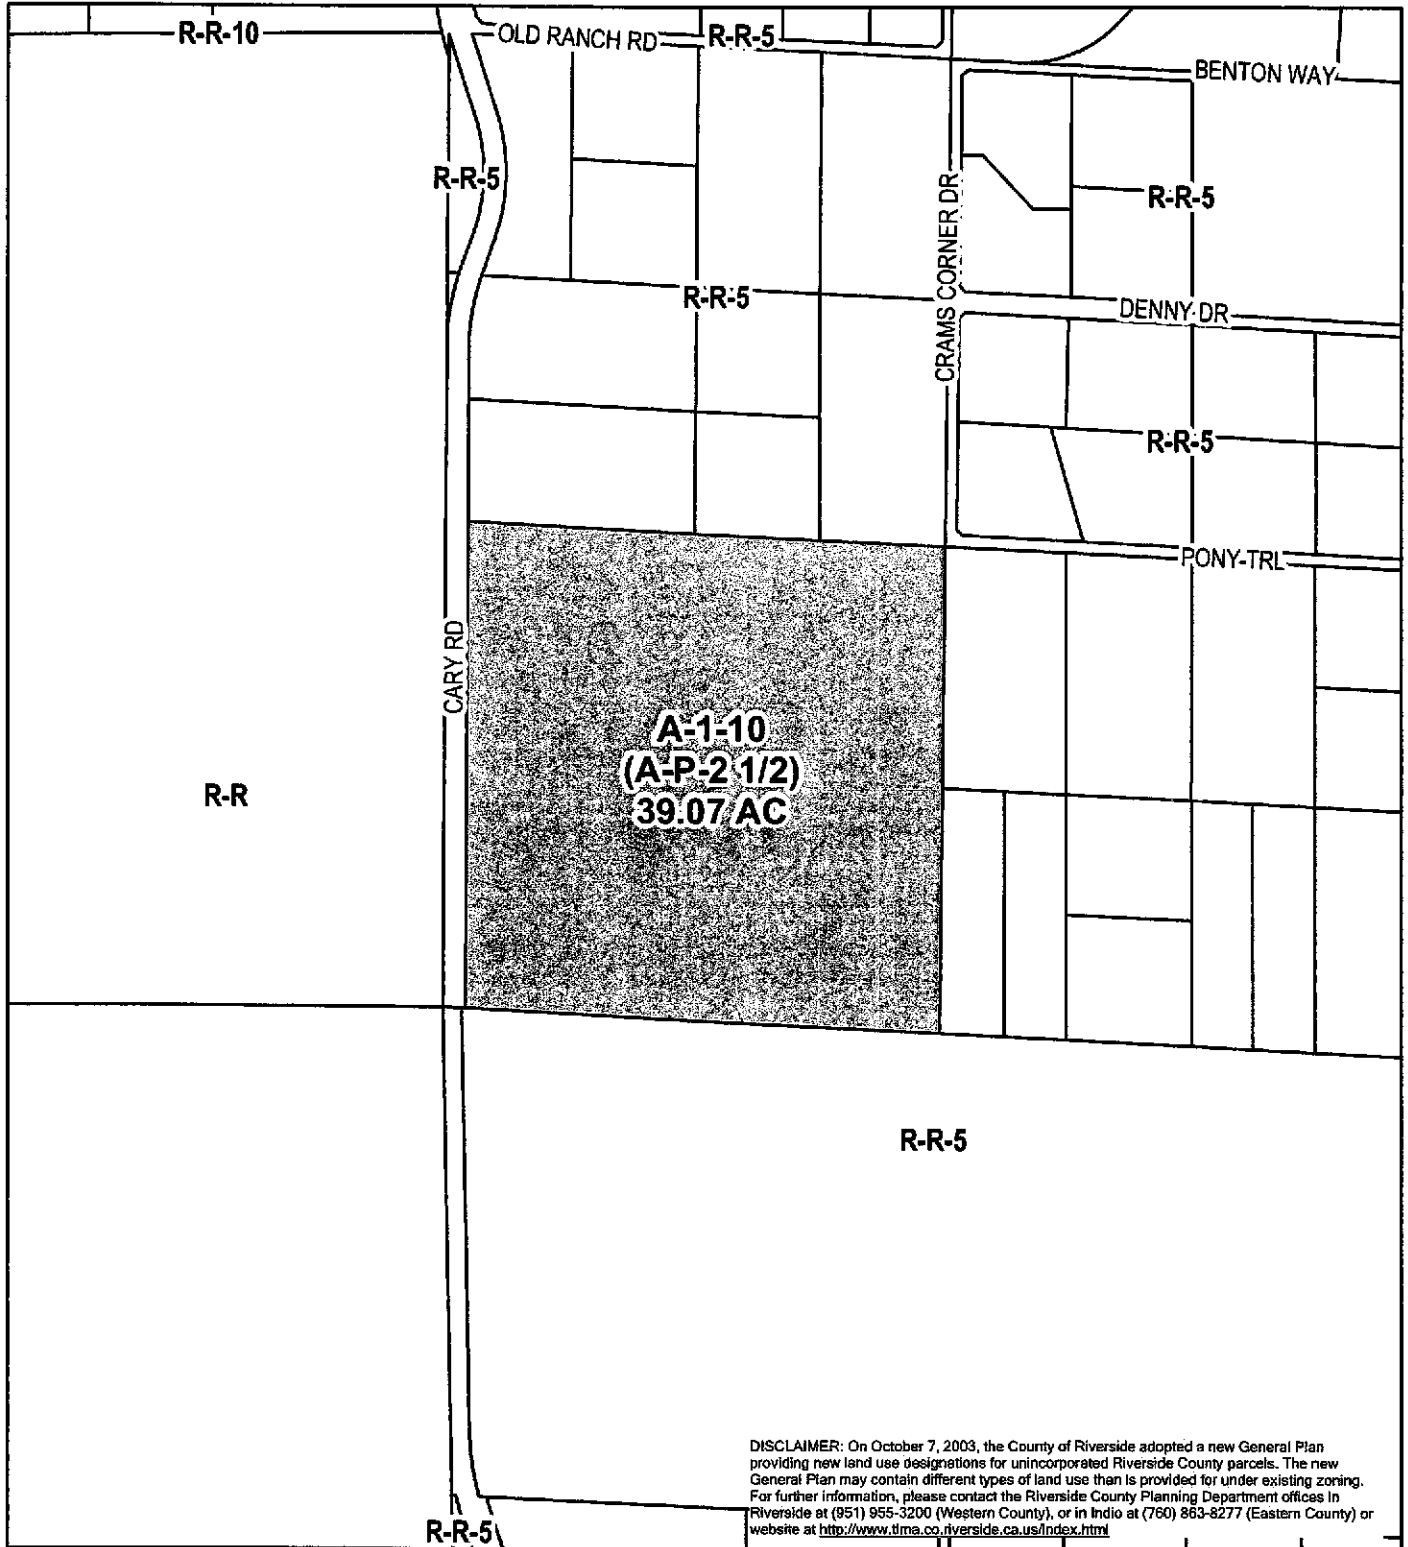 R-R-10
OLD RANCH RD
R-R-5
BENTON WAY
R-R-5
R-R-5
CRAMS CORNER DR
R-R-5
DENNY DR
R-R-5
PONY-TRL
CARY RD
A-1-10
(A-P-2 1/2)
39.07 AC
R-R
R-R-5
DISCLAIMER: On October 7, 2003, the County of Riverside adopted a new General Plan
providing new land use designations for unincorporated Riverside County parcels. The new
General Plan may contain different types of land use than is provided for under existing zoning.
For further information, please contact the Riverside County Planning Department offices in
Riverside at (951) 955-3200 (Western County), or in Indio at (760) 863-8277 (Eastern County) or
website at http://www.tlma.co.riverside.ca.us/index.html
R-R-5